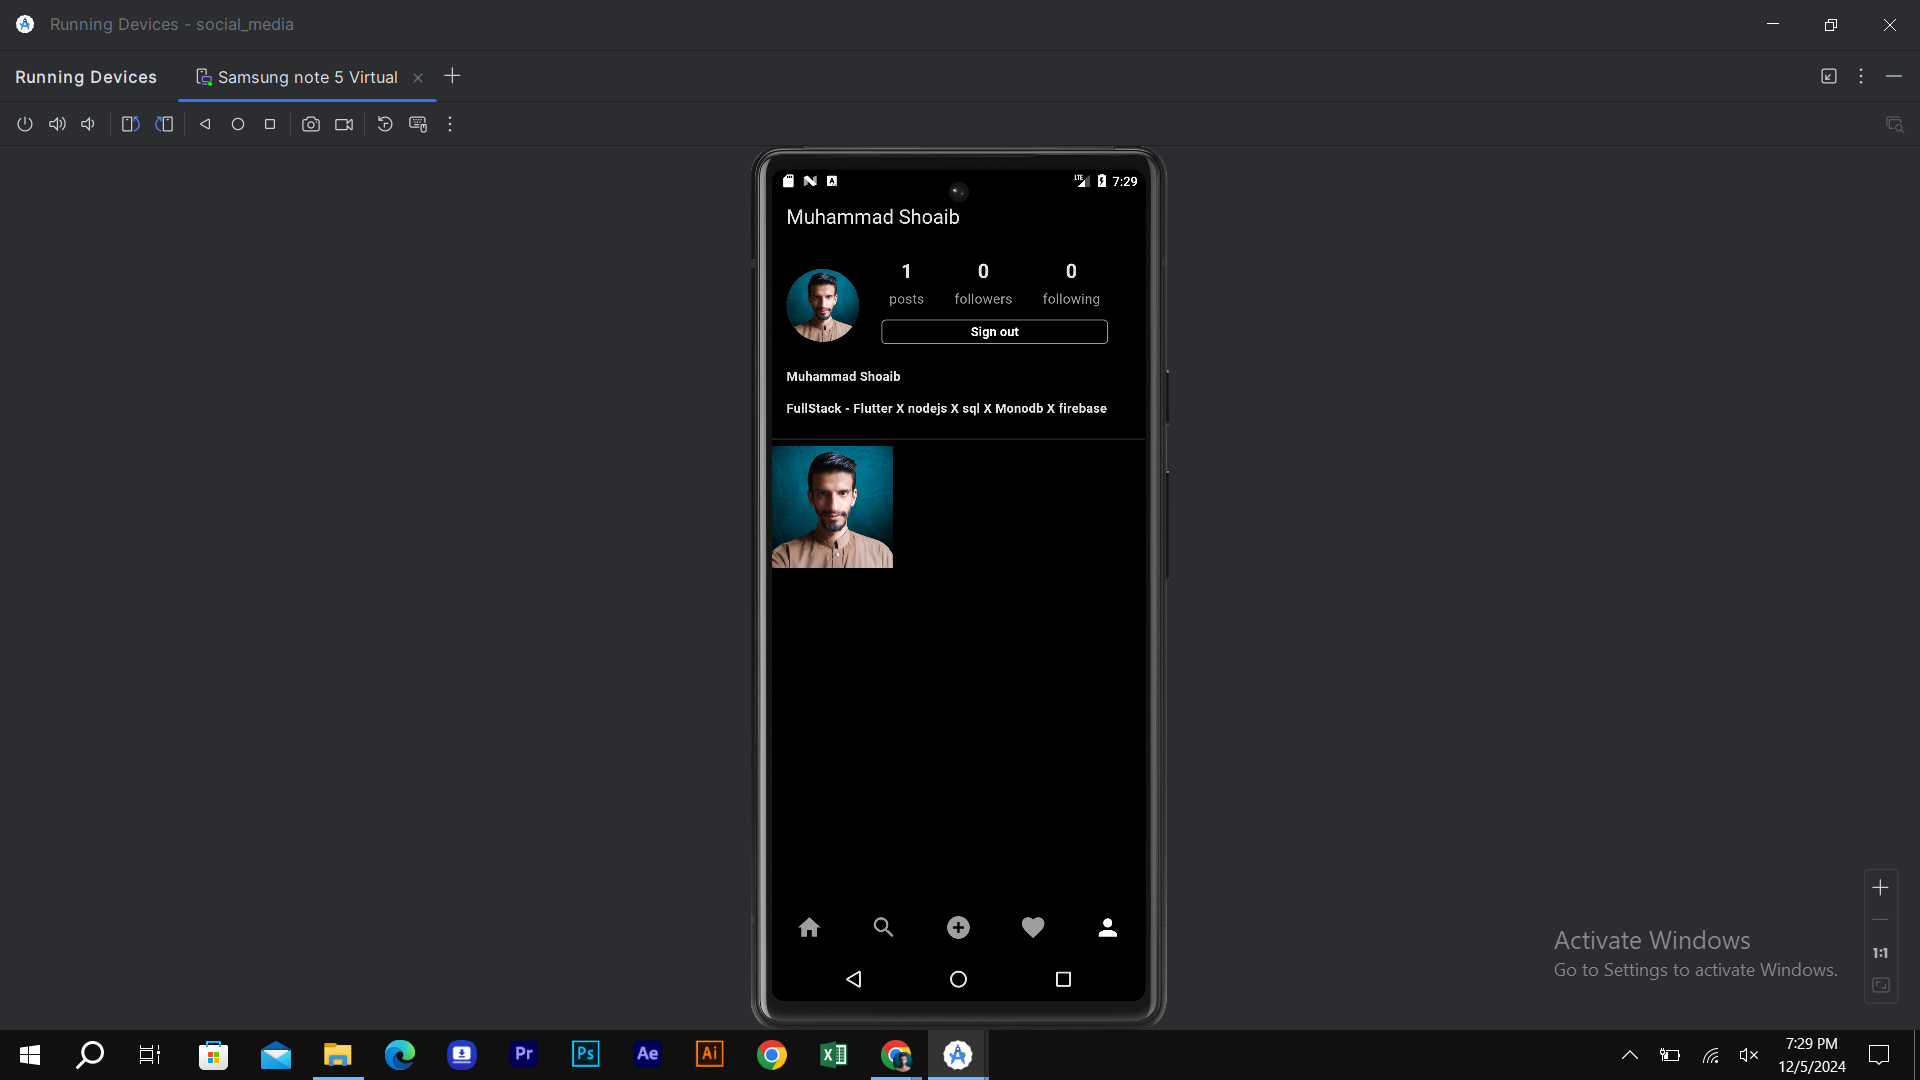 Running Devices - social_media
Running Devices
Samsung note 5 Virtual
LTE
7:29
Muhammad Shoaib
1
0
0
posts
followers
following
Sign out
Muhammad Shoaib
FullStack - Flutter X nodejs X sql X Monodb X firebase
Activate Windows
Go to Settings to activate Windows.
1:1
Pr
Ps
Ae
Ai
7:29 PM
12/5/2024